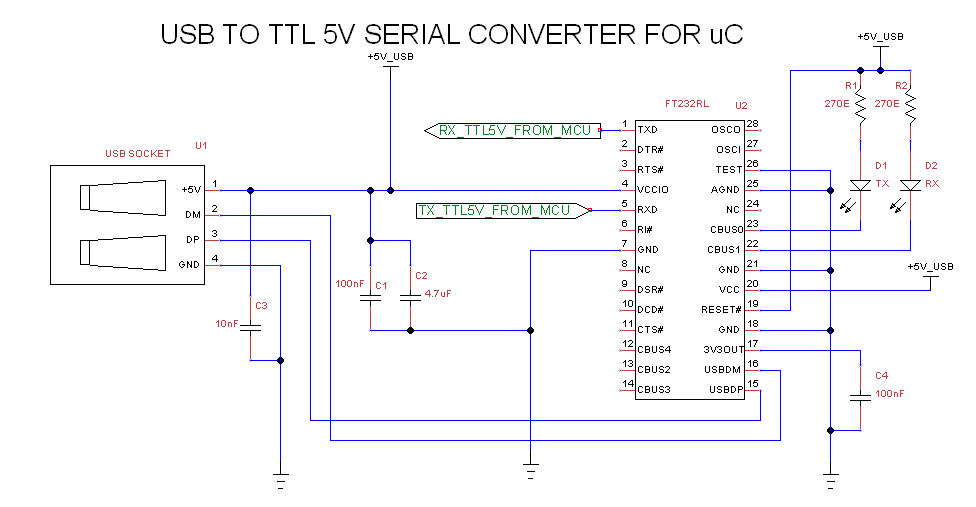 USB TO TTL 5V SERIAL CONVERTER FOR uC
+5V_USB
+5V_USB
R1
R2
270E
270E
FT232RL
U2
RX_TTL5V_FROM_MCU
1 TXD
OSCO 28
2 DTR#
OSCI 27
3 RTS#
TEST 26
4 VCCIO
AGND 25
TX_TTL5V_FROM_MCU
5 RXD
NC 24
6 RI#
CBUS0 23
7 GND
CBUS1 22
8 NC
GND 21
9 DSR#
VCC 20
10 DCD#
RESET# 19
11 CTS#
GND 18
12 CBUS4
3V3OUT 17
13 CBUS2
USBDM 16
14 CBUS3
USBDP 15
D1
TX
D2
RX
+5V_USB
USB SOCKET
U1
+5V 1
DM 2
DP 3
GND 4
100nF C1
C2
4.7uF
C3
10nF
C4
100nF